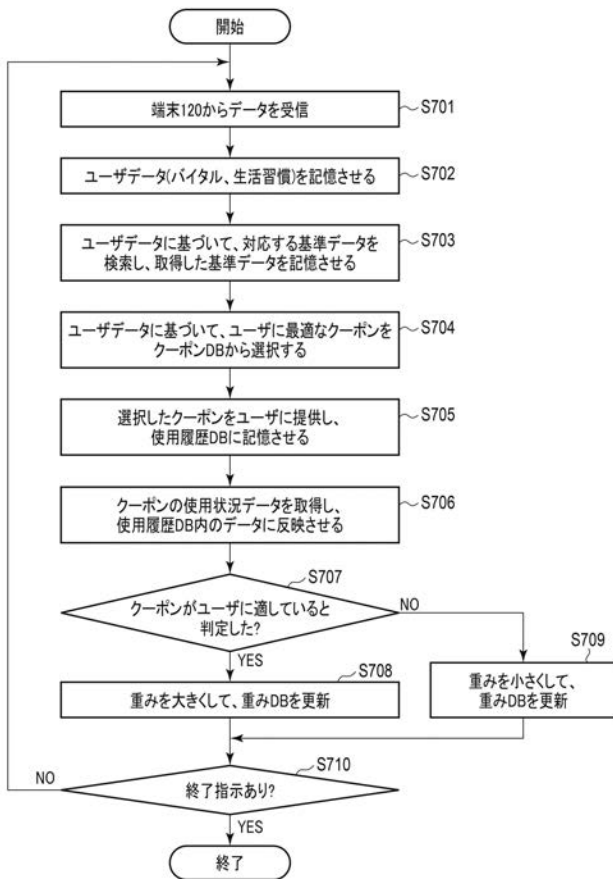 開始
端末120からデータを受信
S701
ユーザデータ(バイタル、生活習慣)を記憶させる
S702
ユーザデータに基づいて、対応する基準データを
検索し、取得した基準データを記憶させる
S703
ユーザデータに基づいて、ユーザに最適なクーポンを
クーポンDBから選択する
S704
選択したクーポンをユーザに提供し、
使用履歴DBに記憶させる
S705
クーポンの使用状況データを取得し、
使用履歴DB内のデータに反映させる
S706
S707
クーポンがユーザに適していると
判定した?
NO
YES
S708
重みを大きくして、重みDBを更新
S709
重みを小さくして、
重みDBを更新
S710
NO
終了指示あり?
YES
終了